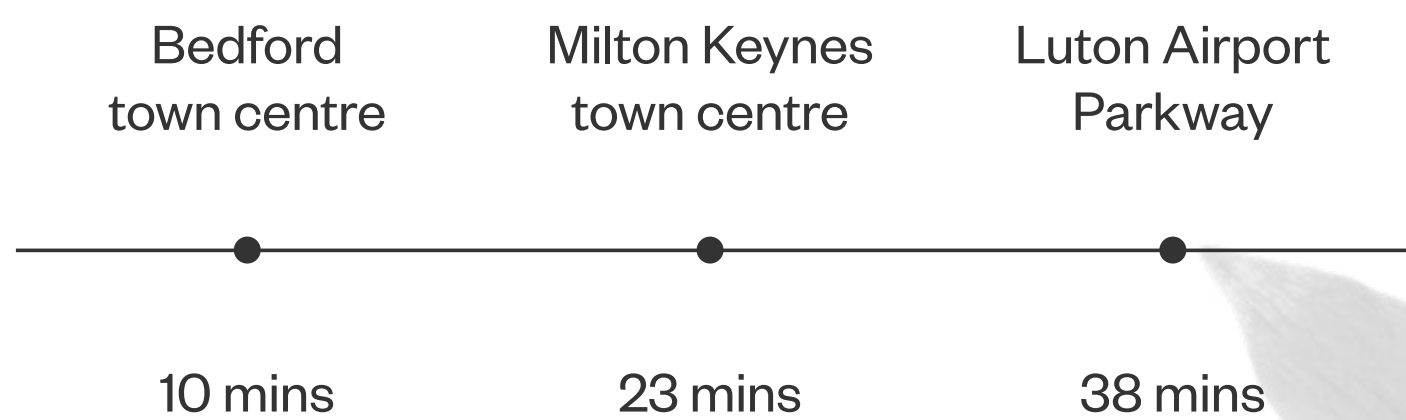 Bedford
town centre
Milton Keynes
town centre
Luton Airport
Parkway
10 mins
23 mins
38 mins